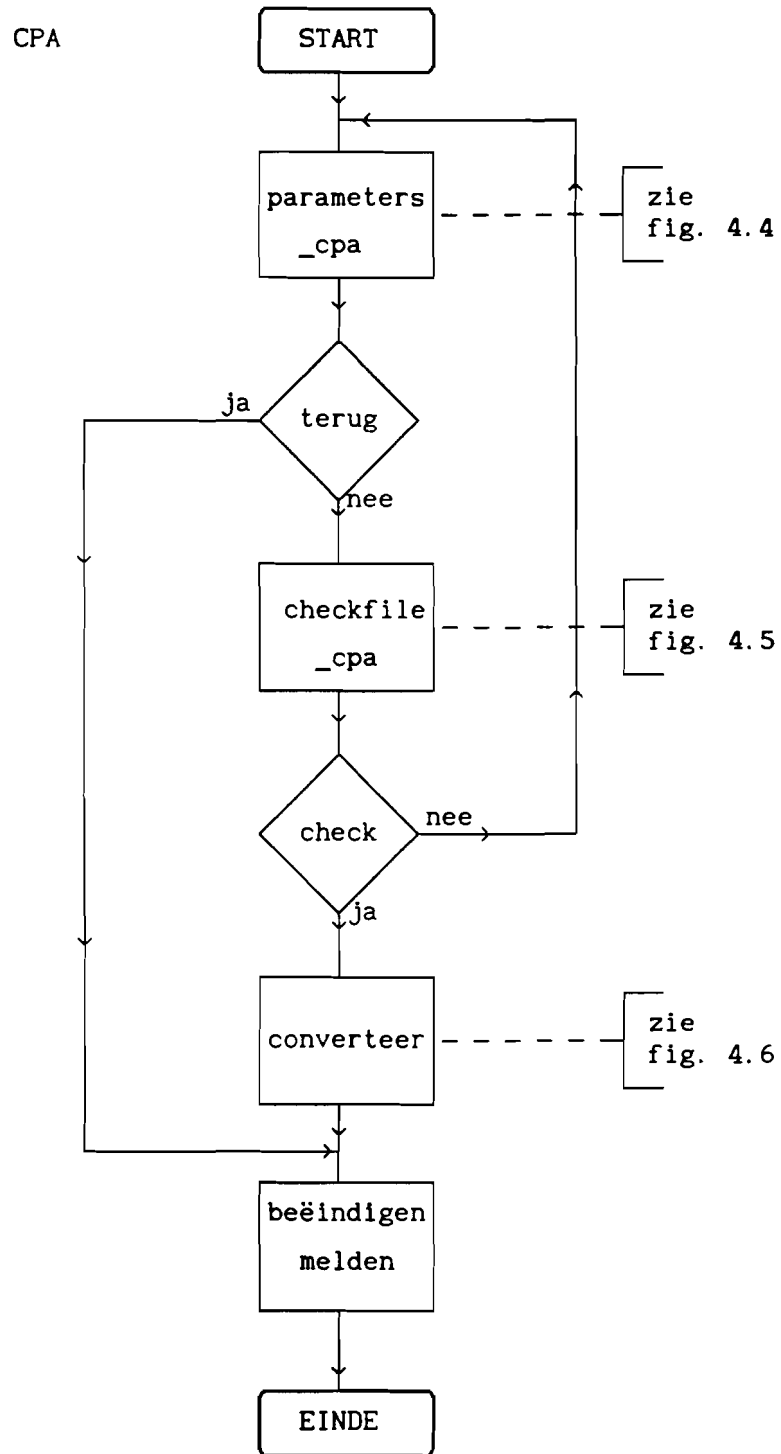 CPA
START
parameters
_cpa
zie
fig. 4.4
ja
terug
nee
checkfile
_cpa
zie
fig. 4.5
check
nee
ja
converteer
zie
fig. 4.6
beëindigen
melden
EINDE